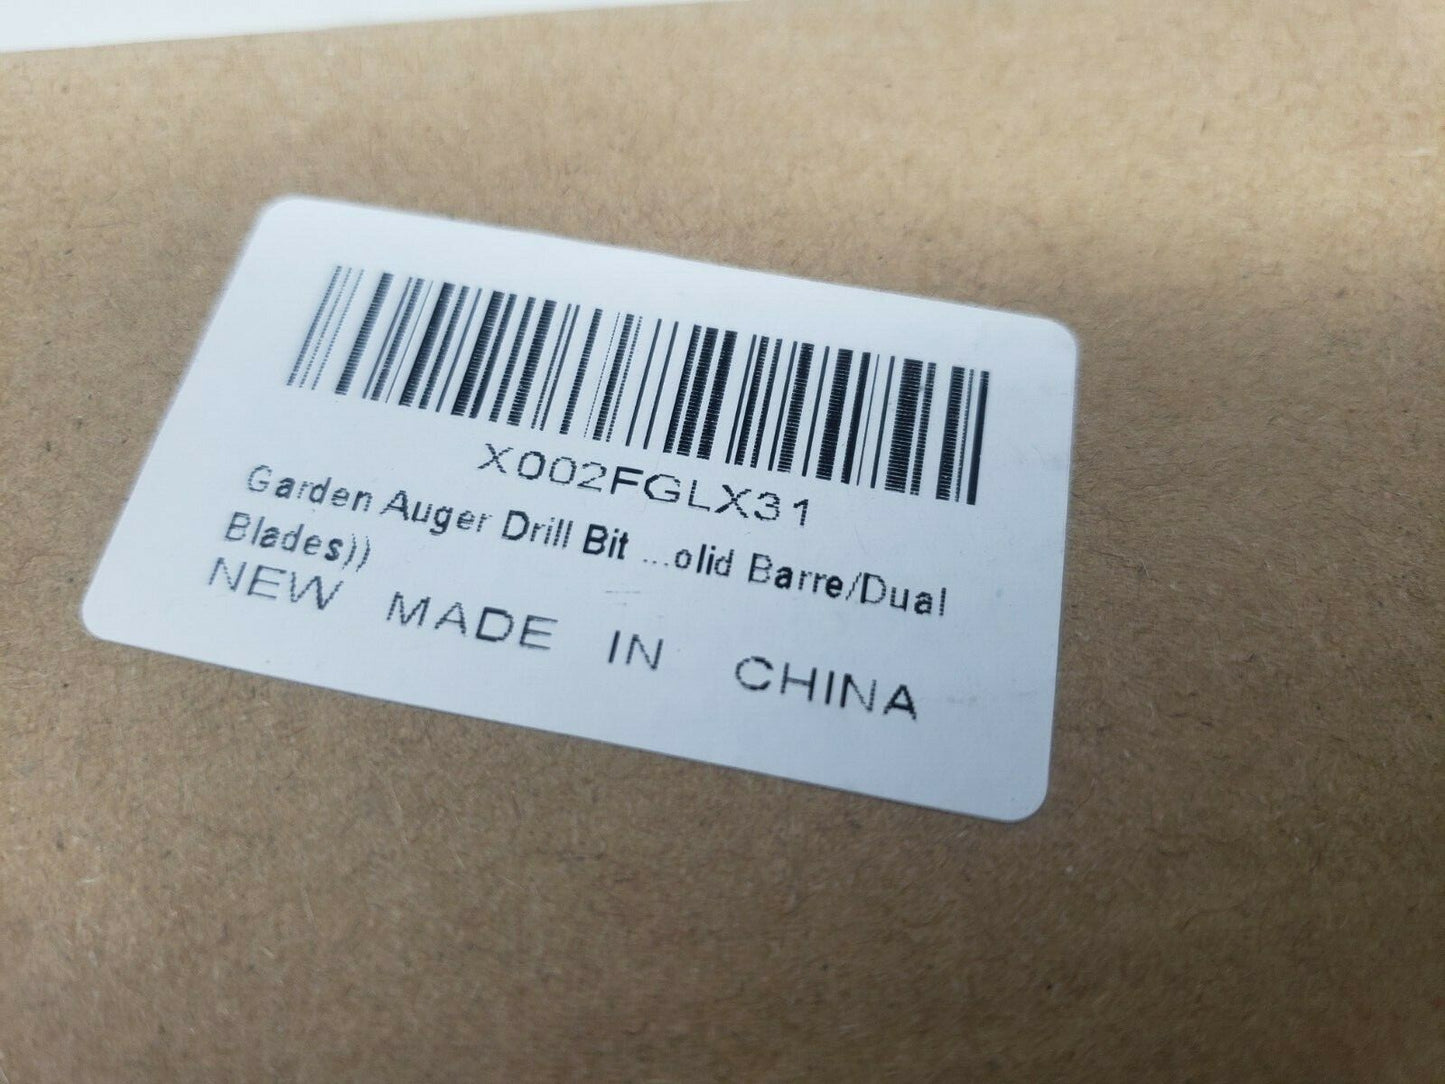 X002FGLX31
Garden Auger Drill Bit ...olid Barre/Dual
Blades))
NEW MADE IN CHINA